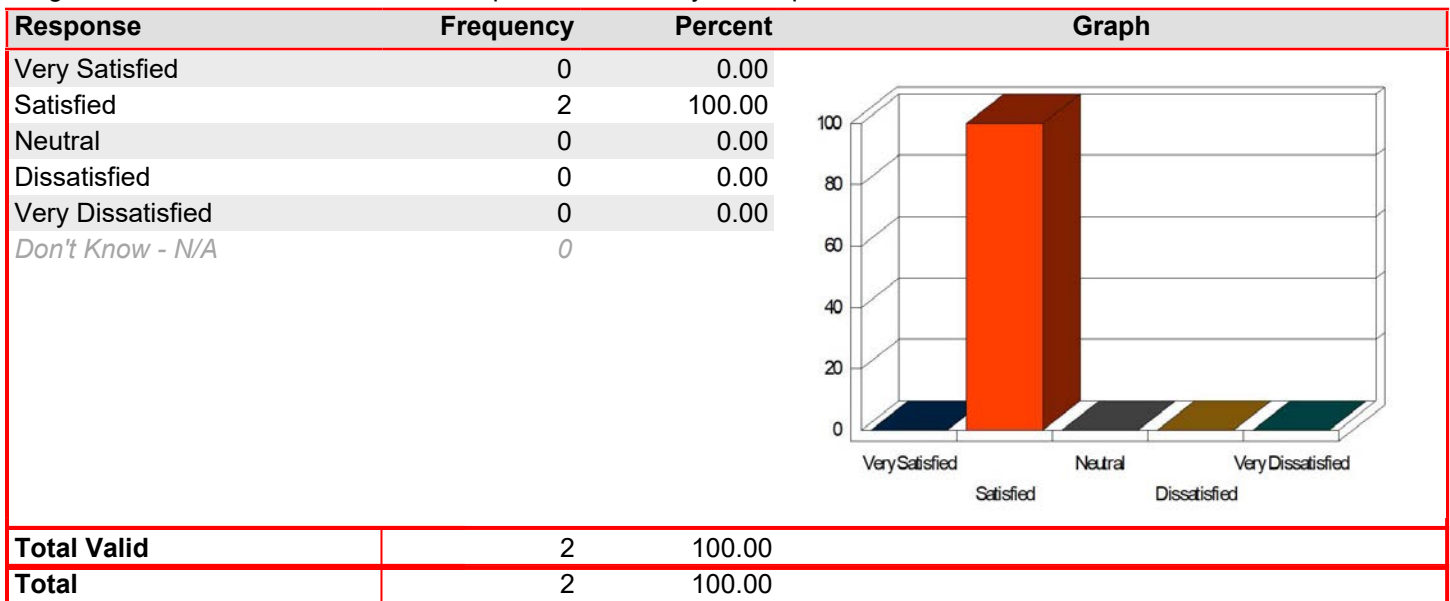 Response Frequency Percent Graph
Very Satisfied 0 0.00
Satisfied 2 100.00
Neutral 0 0.00
Dissatisfied 0 0.00
Very Dissatisfied 0 0.00
Don't Know - N/A 0
100
80
60
40
20
0
Very Satisfied Neutral Very Dissatisfied
Satisfied Dissatisfied
Total Valid 2 100.00
Total 2 100.00